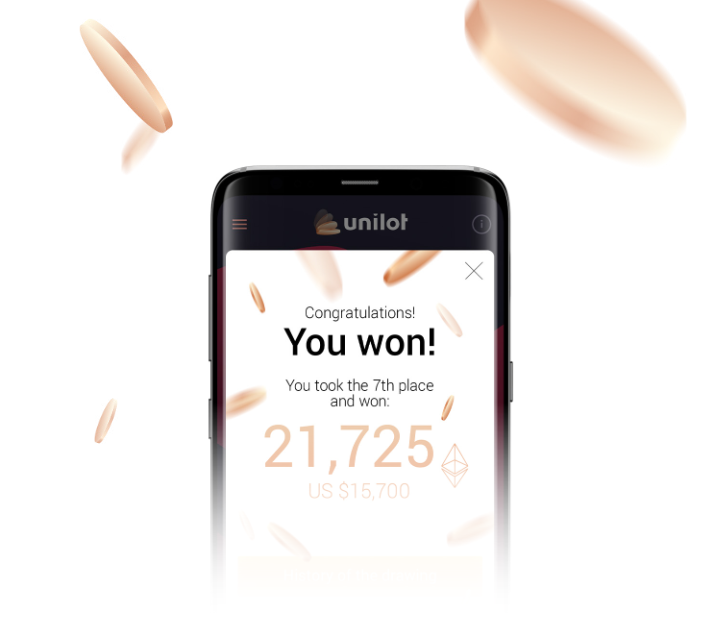 unilot
Congratulations!
You won!
You took the 7th place
and won:
21,725
US $15,700